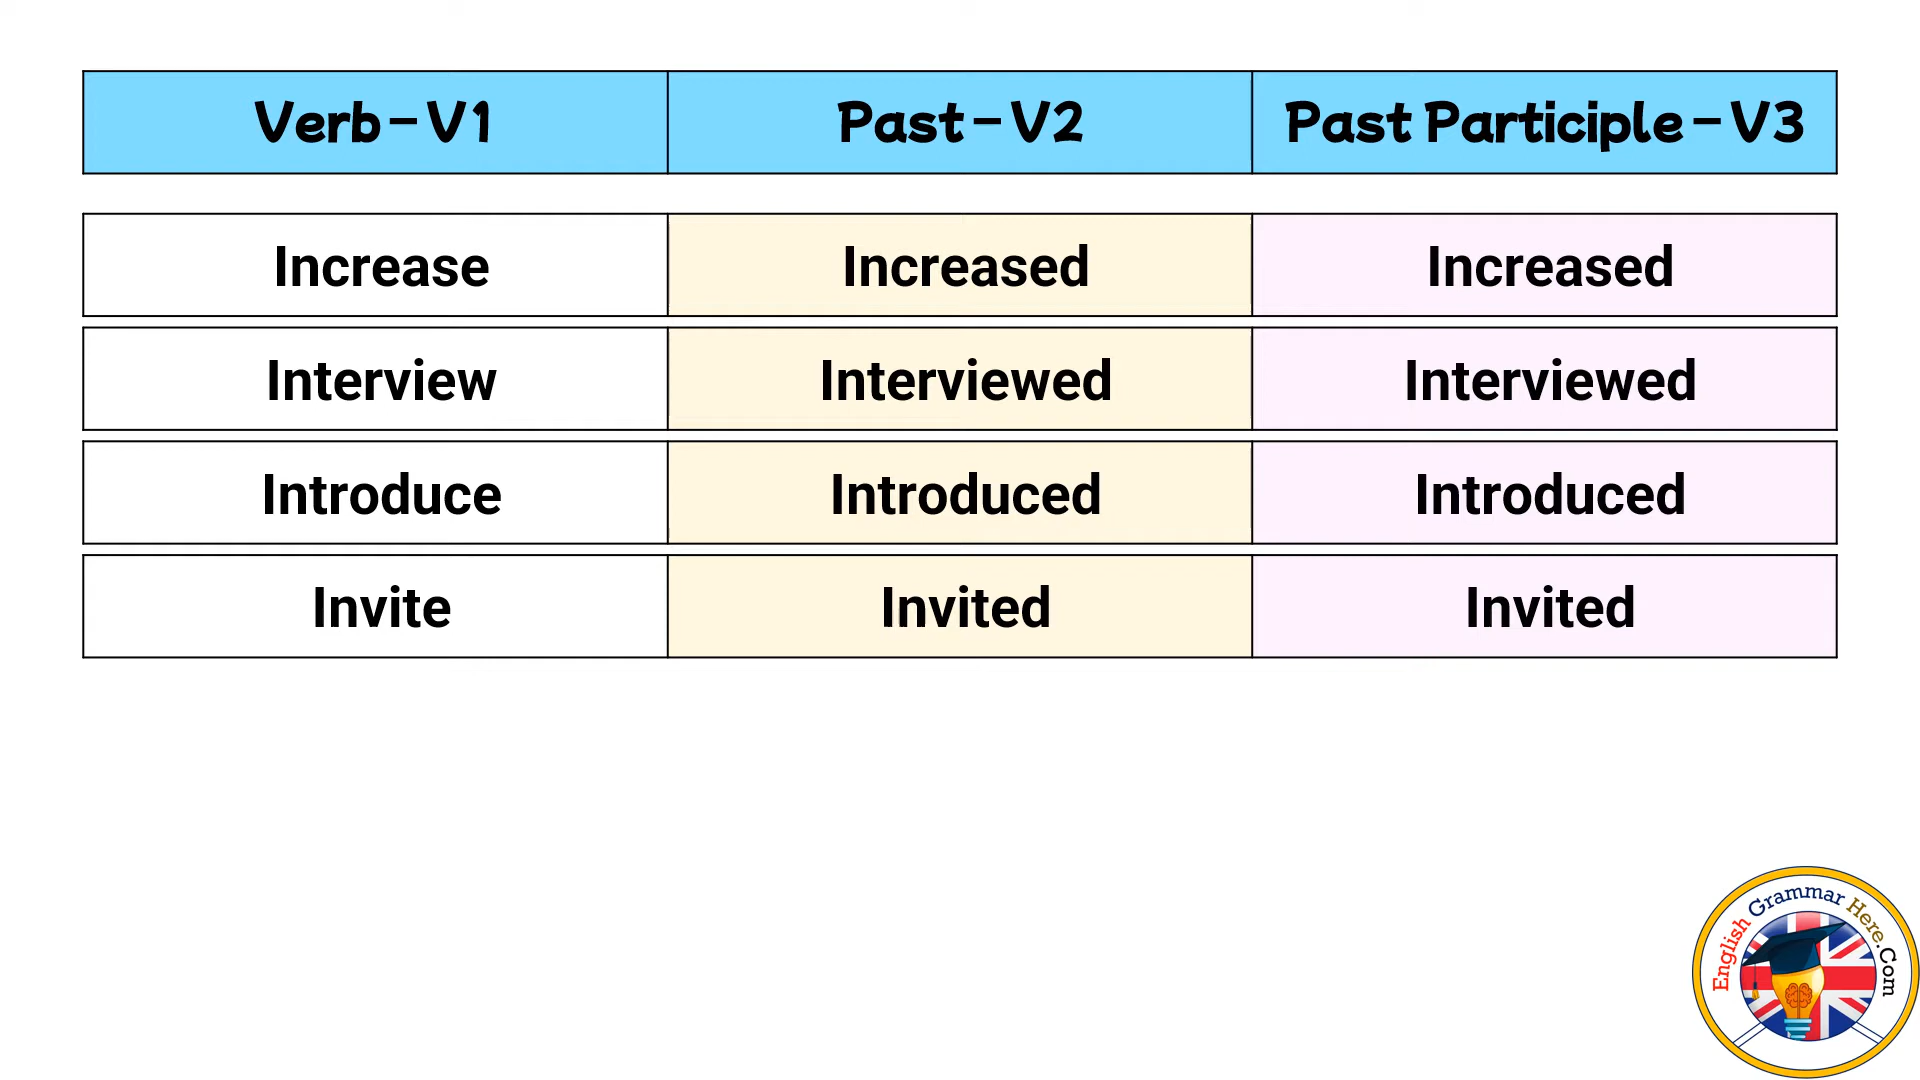 Verb – V1 Past – V2 Past Participle – V3
Increase Increased Increased
Interview Interviewed Interviewed
Introduce Introduced Introduced
Invite Invited Invited
English Grammar Here.Com